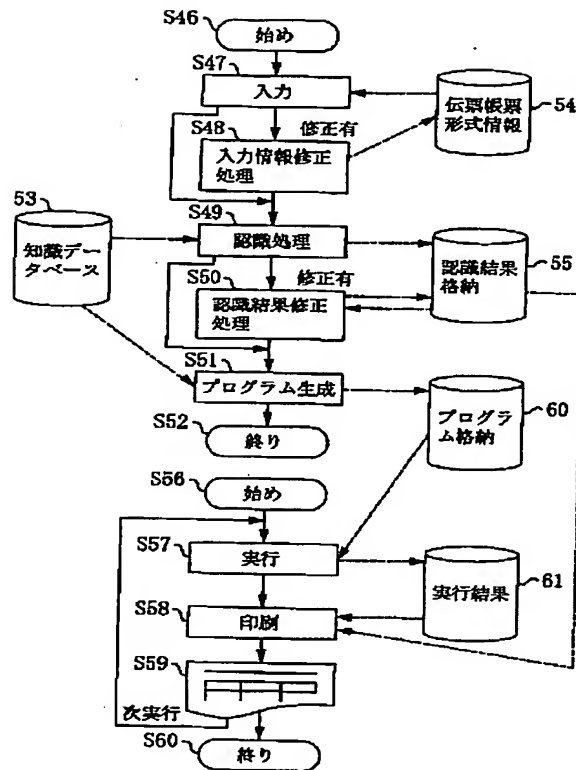 S46
始め
S47
入力
伝票帳票
形式情報
54
S48
修正有
入力情報修正
処理
53
知識デー
タベース
S49
認識処理
認識結果
格納
55
S50
修正有
認識結果修正
処理
S51
プログラム生成
プログラ
ム格納
60
S52
終り
S56
始め
S57
実行
実行結果
61
S58
印刷
S59
次実行
S60
終り